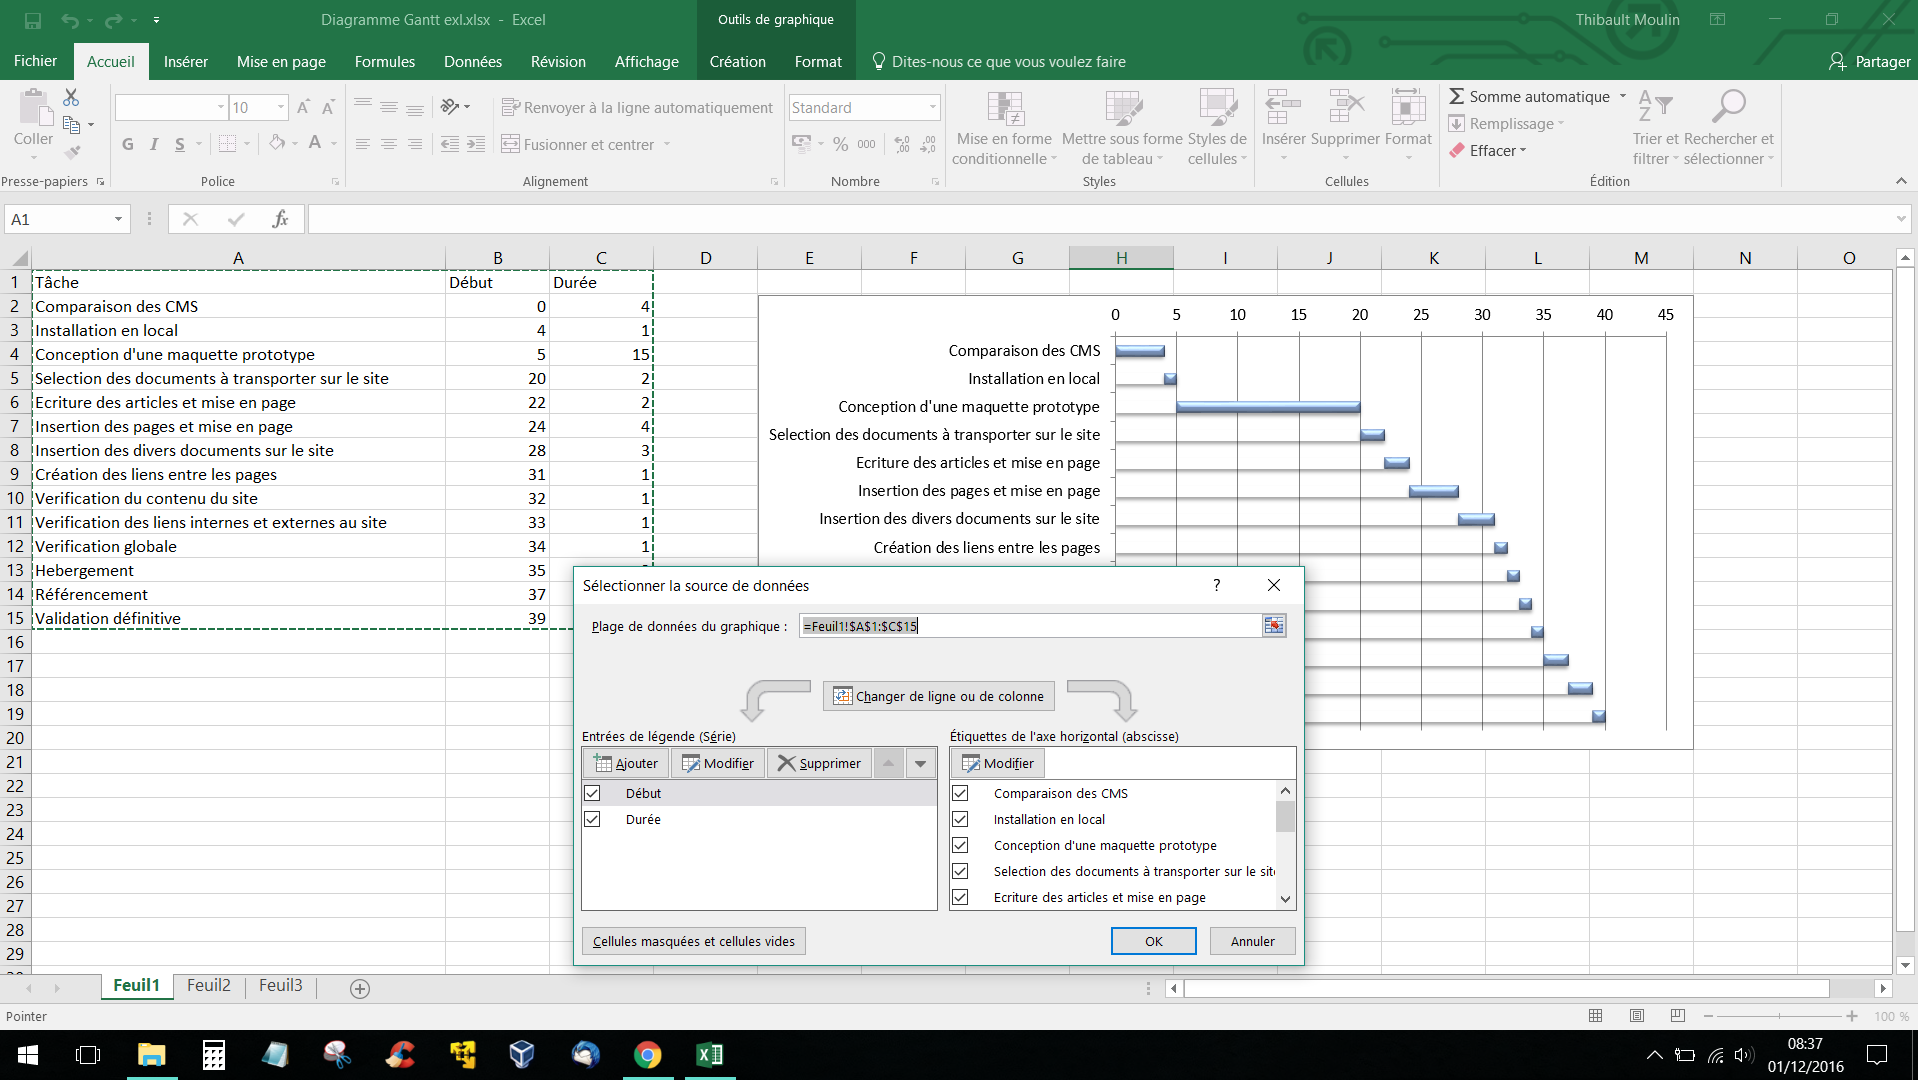 Diagramme Gantt exl.xlsx - Excel
Outils de graphique
Thibault Moulin
Fichier
Accueil
Insérer
Mise en page
Formules
Données
Révision
Affichage
Création
Format
Dites-nous ce que vous voulez faire
Partager
Coller
Presse-papiers
10
G I S
Police
Renvoyer à la ligne automatiquement
Fusionner et centrer
Alignement
Standard
% 000
Nombre
Mise en forme
conditionnelle
Mettre sous forme
de tableau
Styles de
cellules
Styles
Insérer
Supprimer
Format
Cellules
Somme automatique
Remplissage
Effacer
Trier et
filtrer
Rechercher et
sélectionner
Édition
A1
fx
A B C D E F G H I J K L M N O
1 Tâche Début Durée
2 Comparaison des CMS 0 4
3 Installation en local 4 1
4 Conception d'une maquette prototype 5 15
5 Selection des documents à transporter sur le site 20 2
6 Ecriture des articles et mise en page 22 2
7 Insertion des pages et mise en page 24 4
8 Insertion des divers documents sur le site 28 3
9 Création des liens entre les pages 31 1
10 Verification du contenu du site 32 1
11 Verification des liens internes et externes au site 33 1
12 Verification globale 34 1
13 Hebergement 35
14 Référencement 37
15 Validation définitive 39
16
17
18
19
20
21
22
23
24
25
26
27
28
29
0 5 10 15 20 25 30 35 40 45
Comparaison des CMS
Installation en local
Conception d'une maquette prototype
Selection des documents à transporter sur le site
Ecriture des articles et mise en page
Insertion des pages et mise en page
Insertion des divers documents sur le site
Création des liens entre les pages
Sélectionner la source de données
?
Plage de données du graphique :
=Feuil1!$A$1:$C$15
Changer de ligne ou de colonne
Entrées de légende (Série)
Ajouter
Modifier
Supprimer
Début
Durée
Étiquettes de l'axe horizontal (abscisse)
Modifier
Comparaison des CMS
Installation en local
Conception d'une maquette prototype
Selection des documents à transporter sur le sit
Ecriture des articles et mise en page
Cellules masquées et cellules vides
OK
Annuler
Feuil1
Feuil2
Feuil3
Pointer
100 %
08:37
01/12/2016